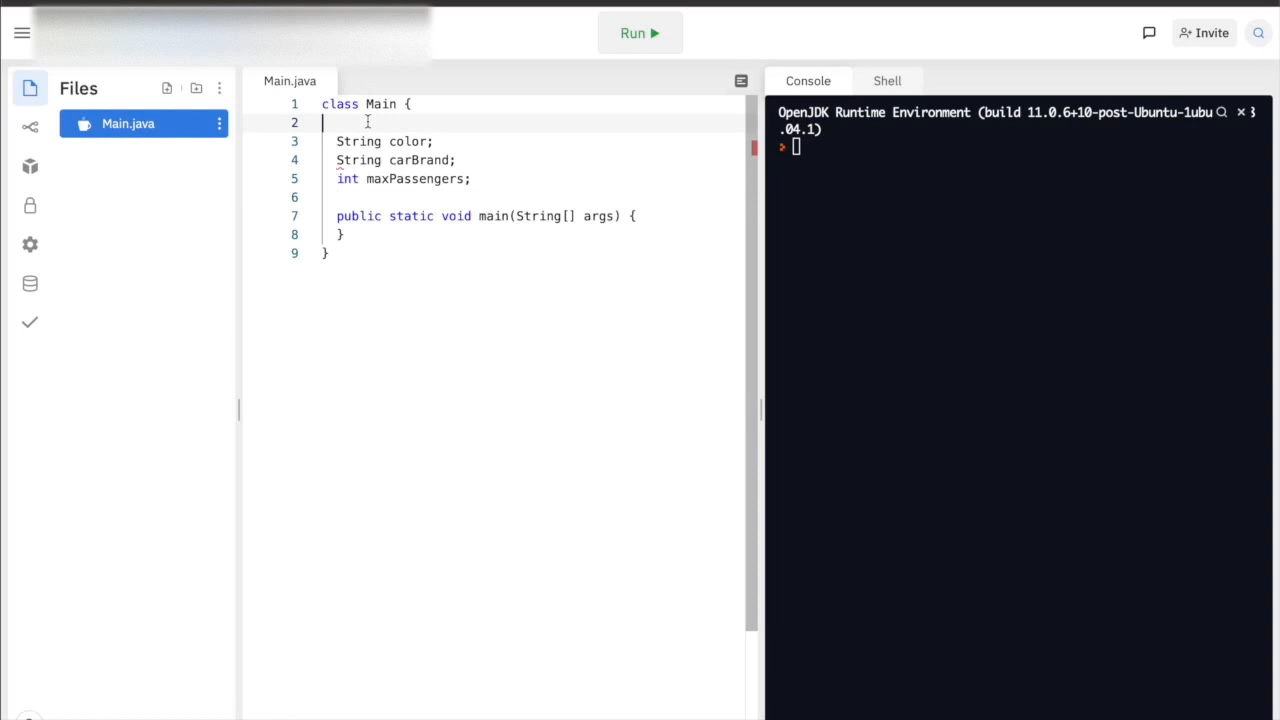 Run
Invite
Files
Main.java
Main.java
1 class Main {
2
3 String color;
4 String carBrand;
5 int maxPassengers;
6
7 public static void main(String[] args) {
8 }
9 }
Console Shell
OpenJDK Runtime Environment (build 11.0.6+10-post-Ubuntu-1ubu
.04.1)